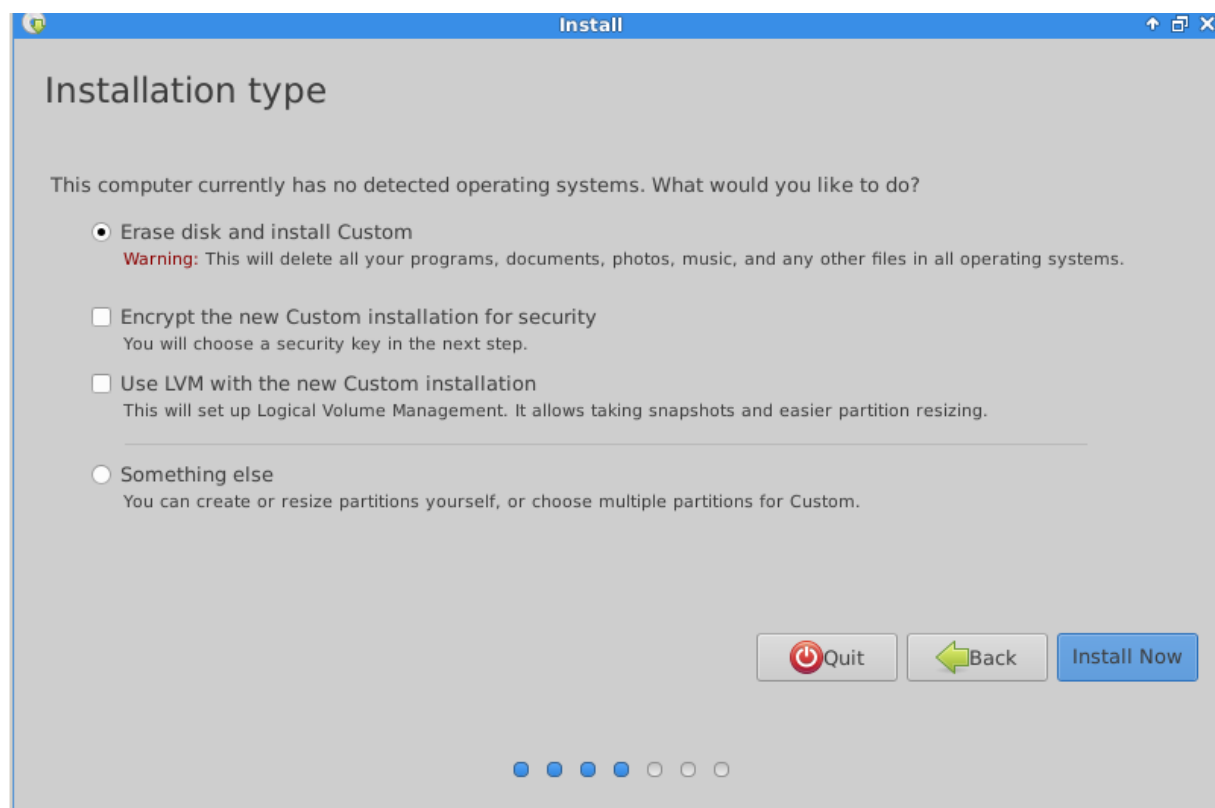 Install
Installation type
This computer currently has no detected operating systems. What would you like to do?
Erase disk and install Custom
Warning: This will delete all your programs, documents, photos, music, and any other files in all operating systems.
Encrypt the new Custom installation for security
You will choose a security key in the next step.
Use LVM with the new Custom installation
This will set up Logical Volume Management. It allows taking snapshots and easier partition resizing.
Something else
You can create or resize partitions yourself, or choose multiple partitions for Custom.
Quit Back Install Now